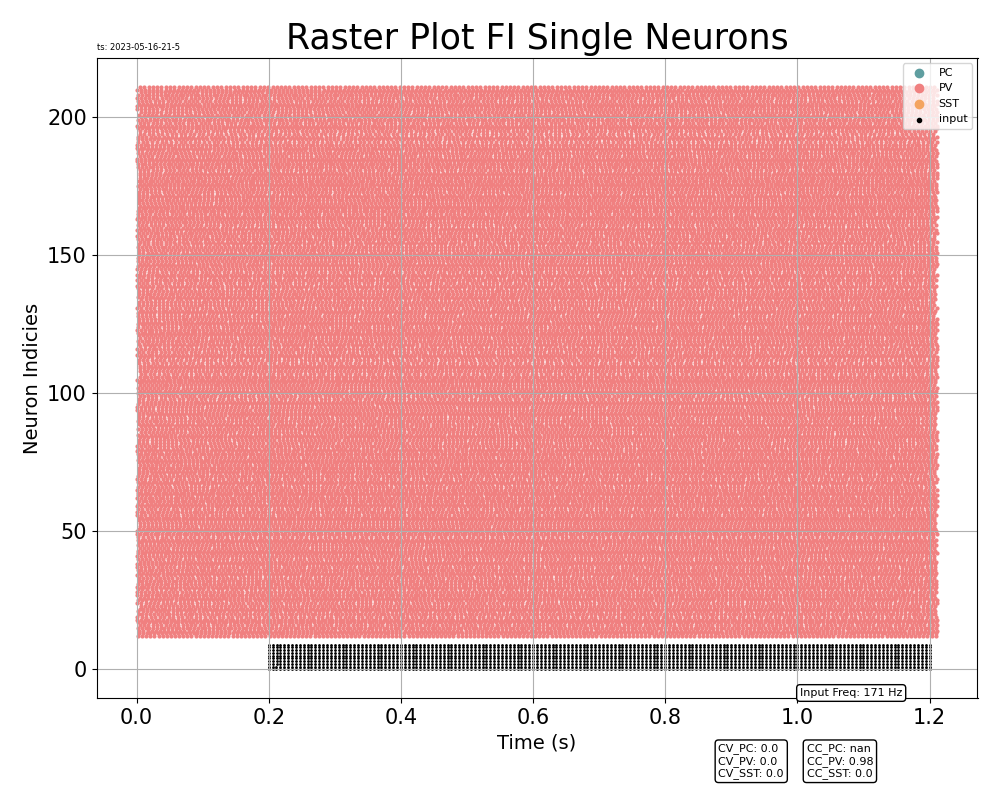 Raster Plot FI Single Neurons
ts: 2023-05-16-21-5
PC
PV
SST
input
200
150
100
50
0
Neuron Indicies
0.0 0.2 0.4 0.6 0.8 1.0 1.2
Input Freq: 171 Hz
Time (s)
CV_PC: 0.0
CV_PV: 0.0
CV_SST: 0.0
CC_PC: nan
CC_PV: 0.98
CC_SST: 0.0